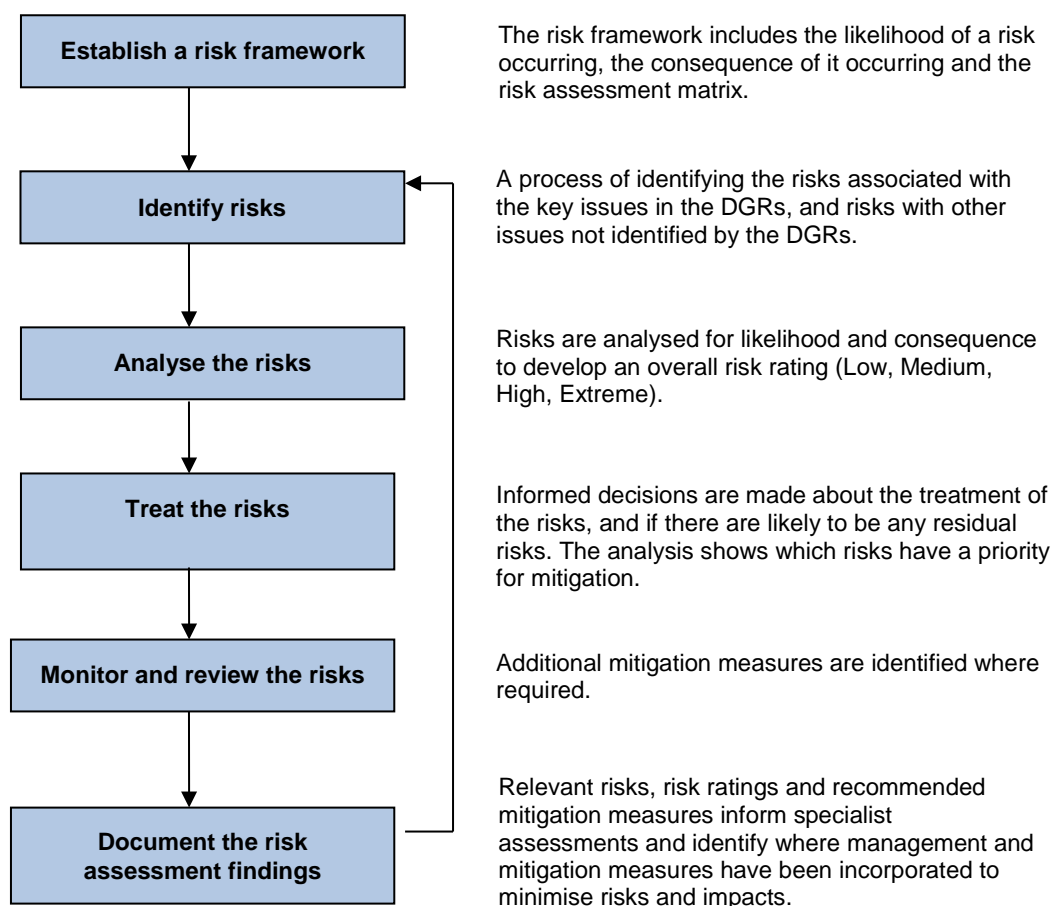 Establish a risk framework
The risk framework includes the likelihood of a risk
occurring, the consequence of it occurring and the
risk assessment matrix.
Identify risks
A process of identifying the risks associated with
the key issues in the DGRs, and risks with other
issues not identified by the DGRs.
Analyse the risks
Risks are analysed for likelihood and consequence
to develop an overall risk rating (Low, Medium,
High, Extreme).
Treat the risks
Informed decisions are made about the treatment of
the risks, and if there are likely to be any residual
risks. The analysis shows which risks have a priority
for mitigation.
Monitor and review the risks
Additional mitigation measures are identified where
required.
Document the risk
assessment findings
Relevant risks, risk ratings and recommended
mitigation measures inform specialist
assessments and identify where management and
mitigation measures have been incorporated to
minimise risks and impacts.